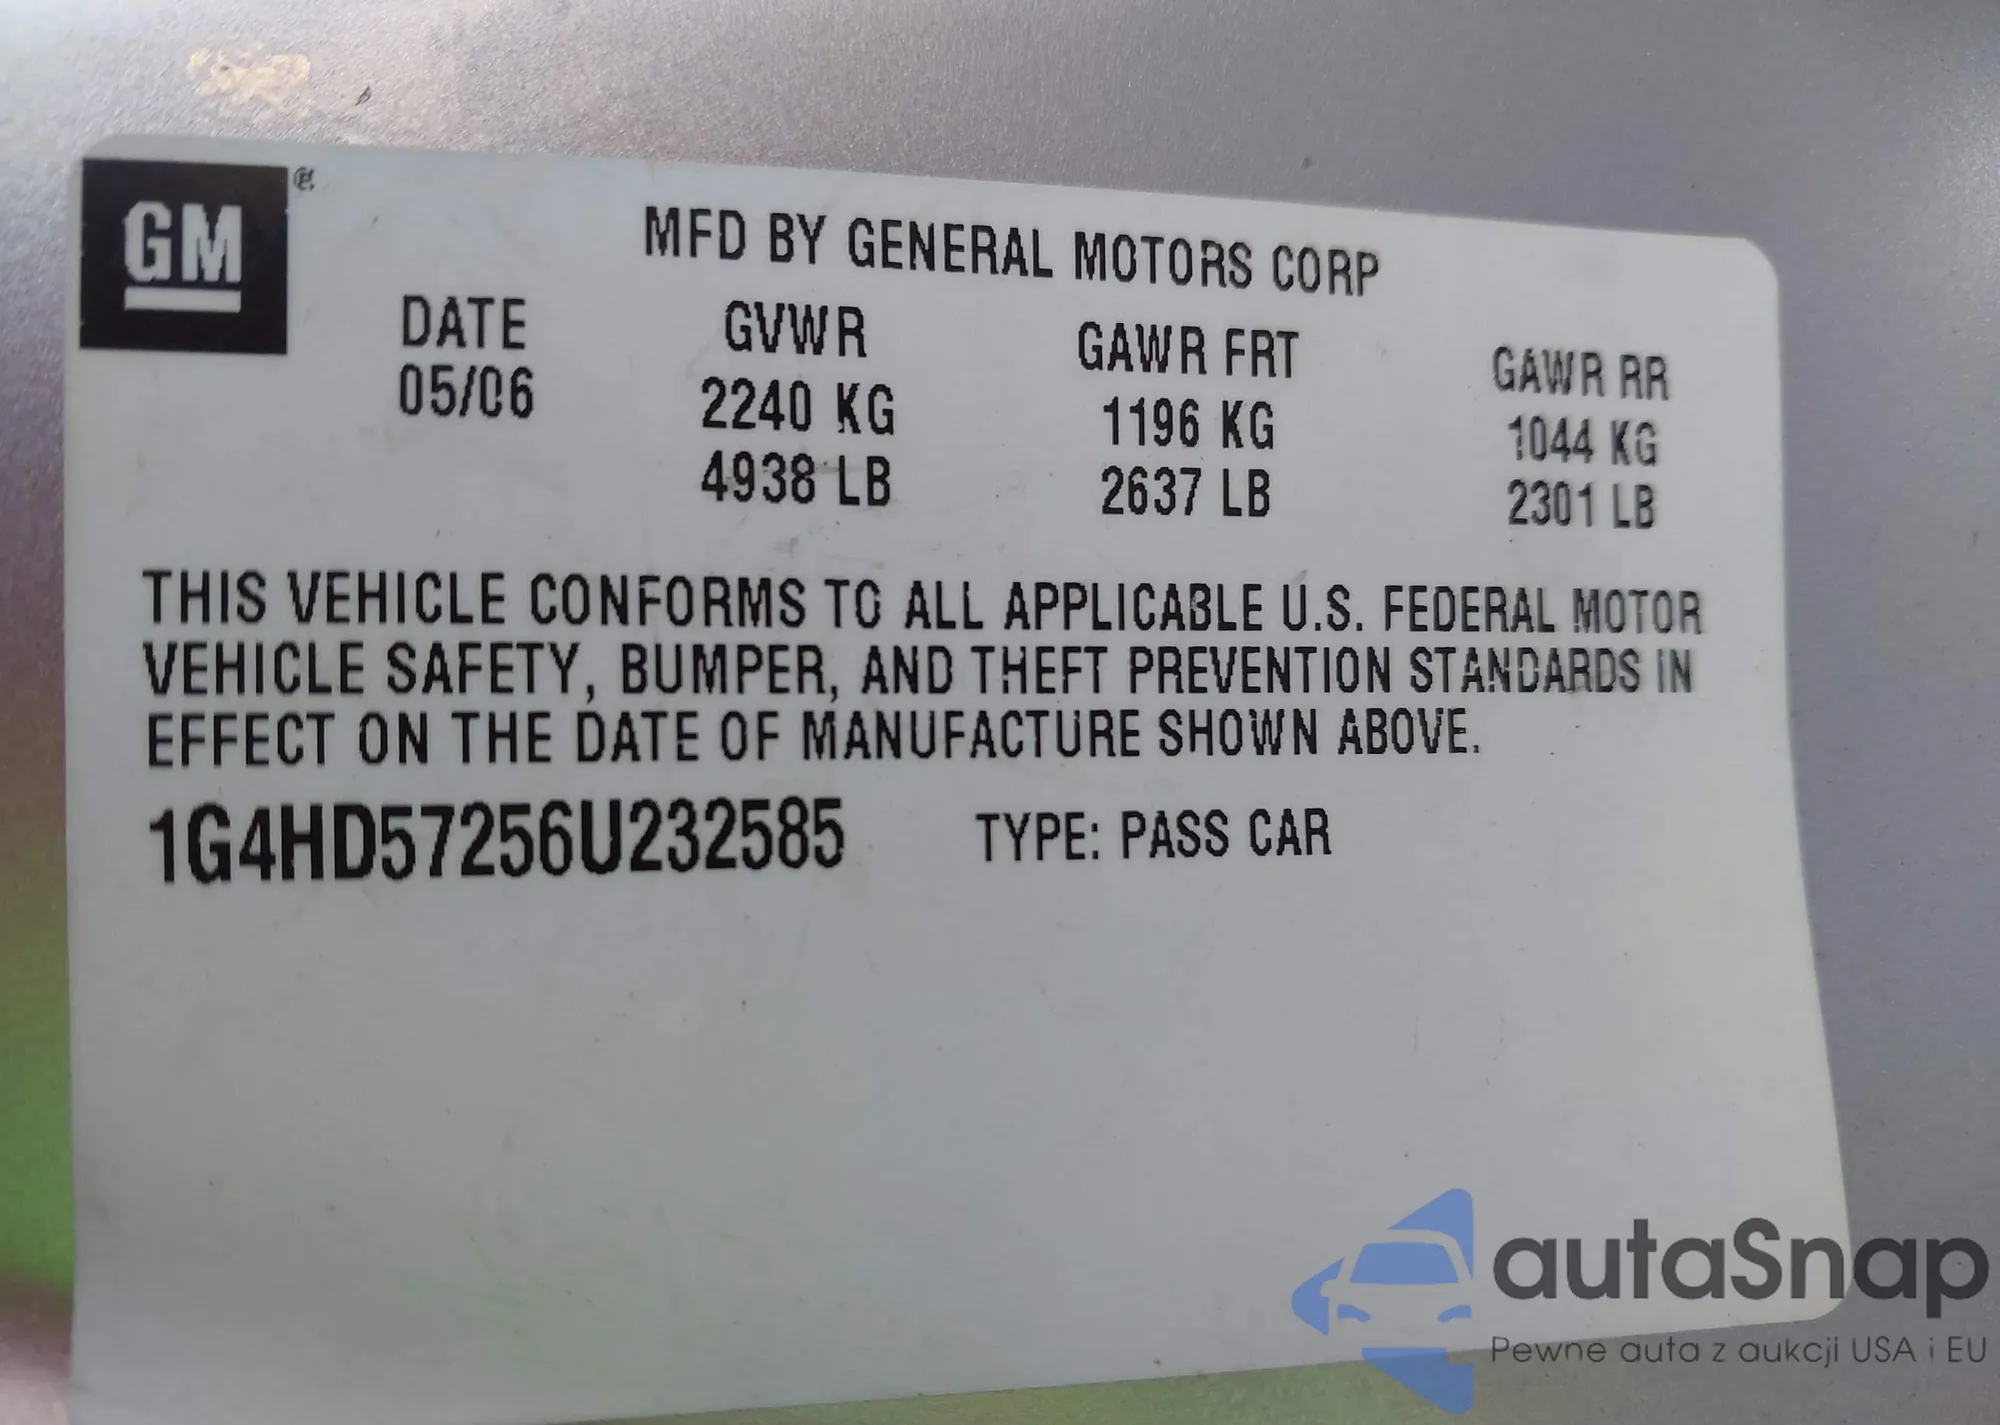 GM
MFD BY GENERAL MOTORS CORP
DATE GVWR GAWR FRT GAWR RR
05/06 2240 KG 1196 KG 1044 KG
4938 LB 2637 LB 2301 LB
THIS VEHICLE CONFORMS TO ALL APPLICABLE U.S. FEDERAL MOTOR
VEHICLE SAFETY, BUMPER, AND THEFT PREVENTION STANDARDS IN
EFFECT ON THE DATE OF MANUFACTURE SHOWN ABOVE.
1G4HD57256U232585 TYPE: PASS CAR
autaSnap
Pewne auta z aukcji USA i EU